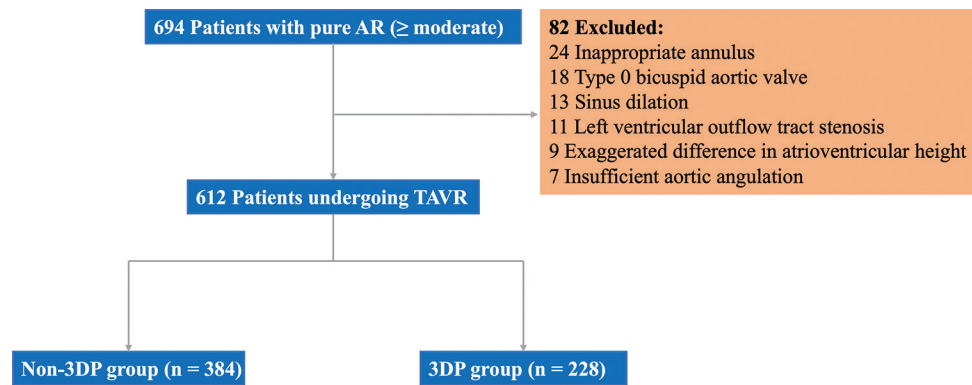 694 Patients with pure AR (≥ moderate)
82 Excluded:
24 Inappropriate annulus
18 Type 0 bicuspid aortic valve
13 Sinus dilation
11 Left ventricular outflow tract stenosis
9 Exaggerated difference in atrioventricular height
7 Insufficient aortic angulation
612 Patients undergoing TAVR
Non-3DP group (n = 384)
3DP group (n = 228)